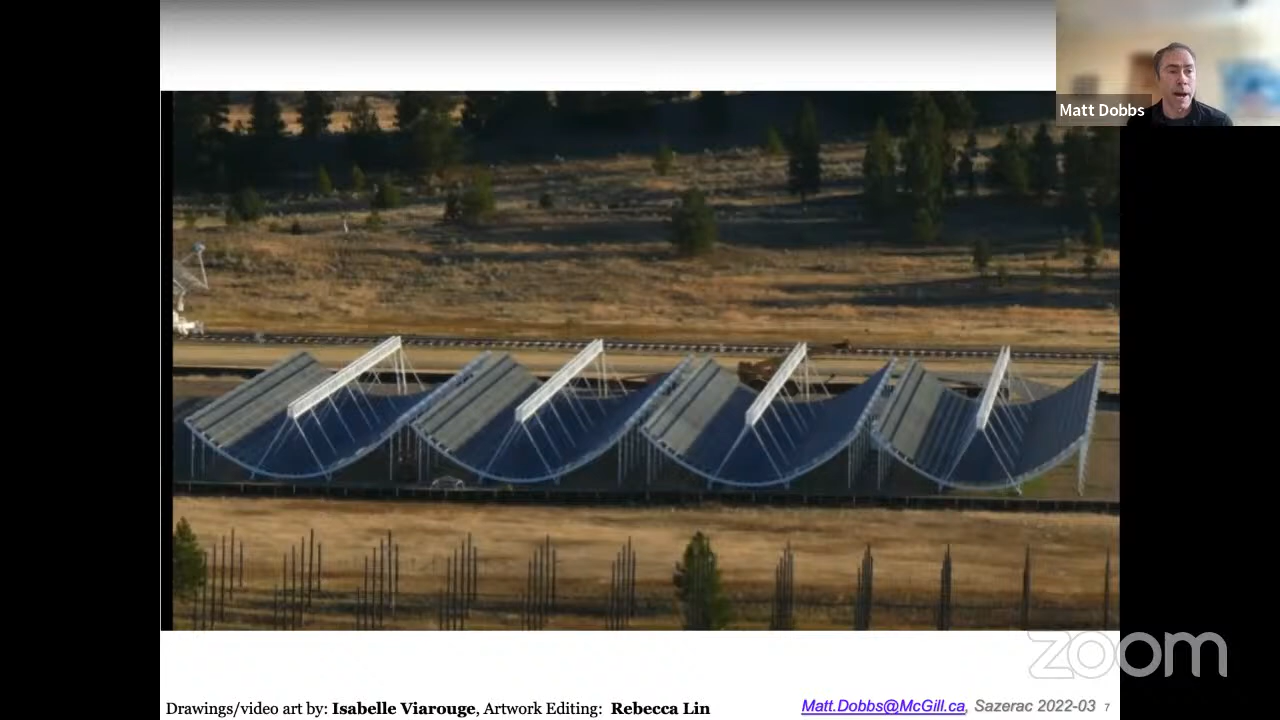 Matt Dobbs
zoom
Drawings/video art by: Isabelle Viarouge, Artwork Editing: Rebecca Lin
Matt.Dobbs@McGill.ca, Sazerac 2022-03 7